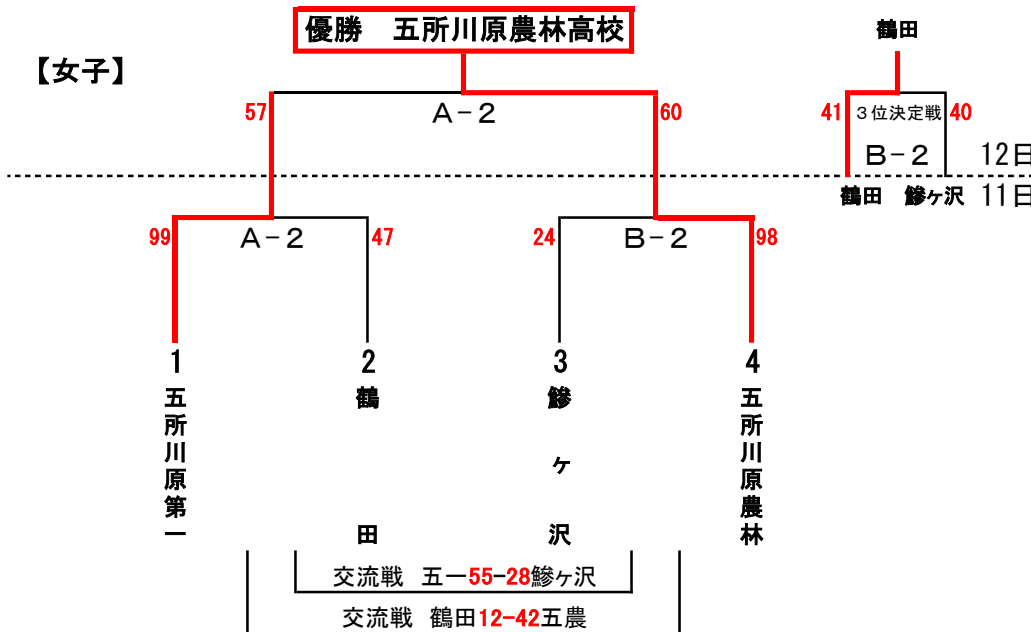 優勝 五所川原農林高校
鶴田
【女子】
57 A-2 60
41 3位決定戦 40
B-2 12日
鶴田 鰺ヶ沢 11日
99 A-2 47
24 B-2 98
1 2 3 4
五所川原第一
鶴田
鰺ヶ沢
五所川原農林
交流戦 五一55-28鰺ヶ沢
交流戦 鶴田12-42五農